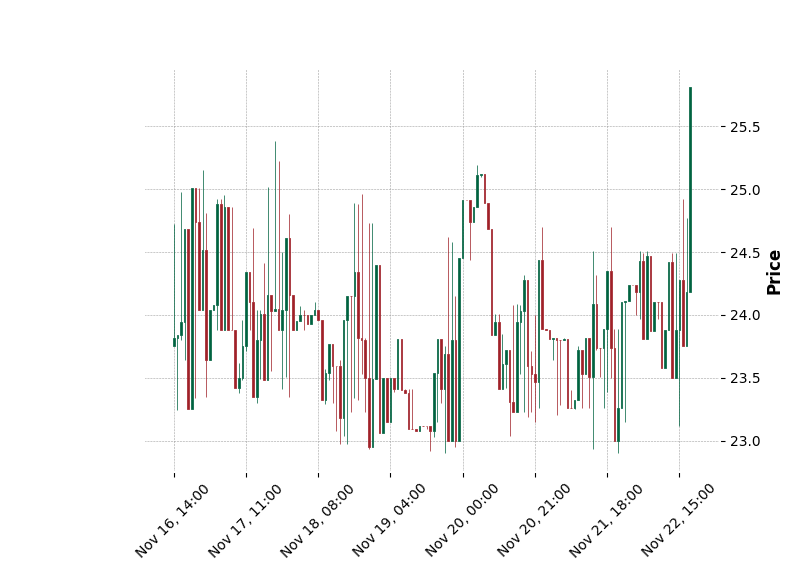 25.5
25.0
24.5
24.0
23.5
23.0
Price
Nov 16, 14:00
Nov 17, 11:00
Nov 18, 08:00
Nov 19, 04:00
Nov 20, 00:00
Nov 20, 21:00
Nov 21, 18:00
Nov 22, 15:00